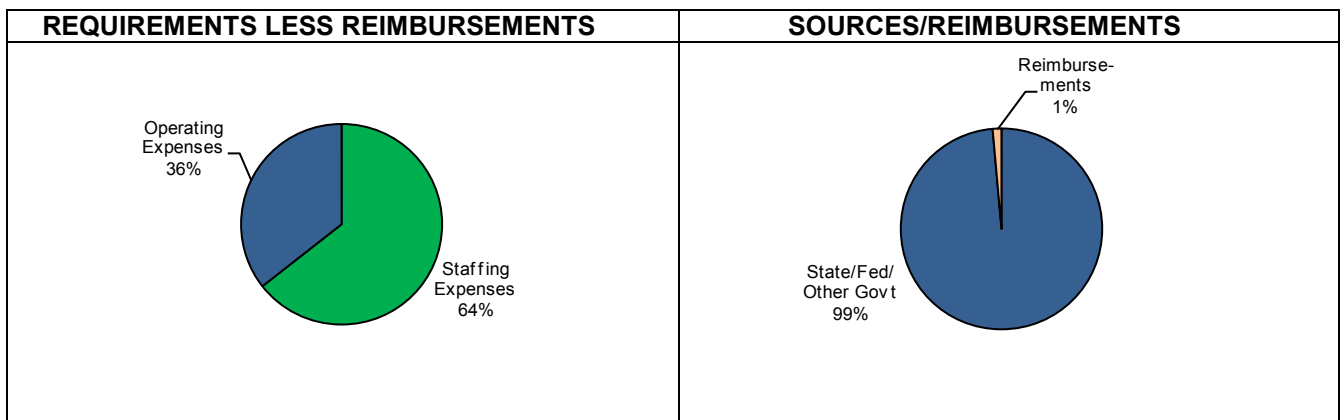 REQUIREMENTS LESS REIMBURSEMENTS
Operating
Expenses
36%
Staffing
Expenses
64%
SOURCES/REIMBURSEMENTS
Reimburse-
ments
1%
State/Fed/
Other Govt
99%